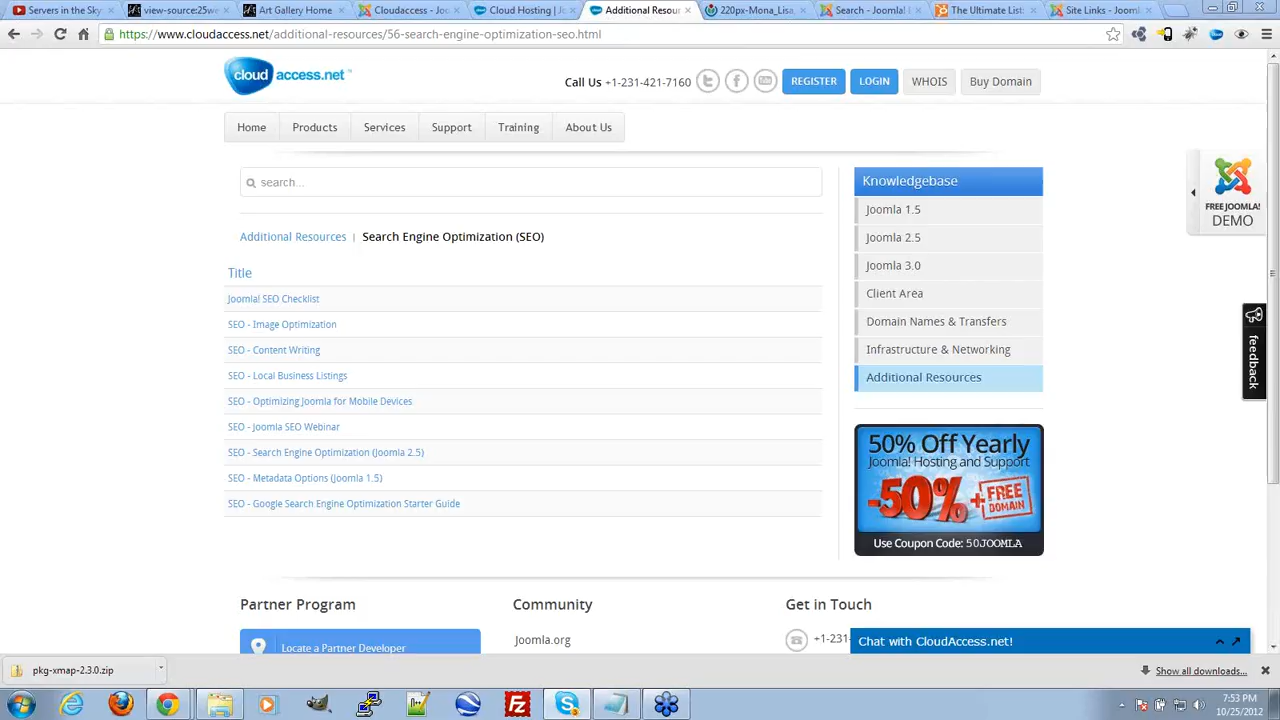 Servers in the Sky
view-source:25we
Art Gallery Home
Cloudaccess - Jo
Cloud Hosting | Jo
Additional Resou
220px-Mona_Lisa,
Search - Joomla!
The Ultimate List
Site Links - Joom
https://www.cloudaccess.net/additional-resources/56-search-engine-optimization-seo.html
cloud access.net™
Call Us +1-231-421-7160
REGISTER
LOGIN
WHOIS
Buy Domain
Home
Products
Services
Support
Training
About Us
search...
Additional Resources | Search Engine Optimization (SEO)
Title
Joomla! SEO Checklist
SEO - Image Optimization
SEO - Content Writing
SEO - Local Business Listings
SEO - Optimizing Joomla for Mobile Devices
SEO - Joomla SEO Webinar
SEO - Search Engine Optimization (Joomla 2.5)
SEO - Metadata Options (Joomla 1.5)
SEO - Google Search Engine Optimization Starter Guide
Knowledgebase
Joomla 1.5
Joomla 2.5
Joomla 3.0
Client Area
Domain Names & Transfers
Infrastructure & Networking
Additional Resources
50% Off Yearly
Joomla! Hosting and Support
-50% + FREE DOMAIN
Use Coupon Code: 50JOOMLA
FREE JOOMLA!
DEMO
feedback
Partner Program
Community
Get in Touch
Locate a Partner Developer
Joomla.org
+1-231-
Chat with CloudAccess.net!
pkg-xmap-2.3.0.zip
Show all downloads...
7:53 PM
10/25/2012